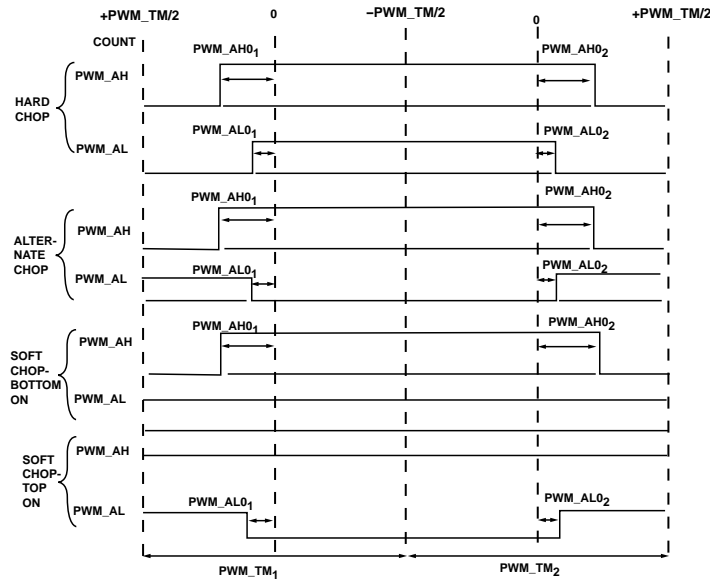 +PWM_TM/2 0 –PWM_TM/2 0 +PWM_TM/2
COUNT
PWM_AH0₁ PWM_AH0₂
PWM_AH
HARD
CHOP
PWM_AL0₁ PWM_AL0₂
PWM_AL
PWM_AH0₁ PWM_AH0₂
PWM_AH
ALTER-
NATE
CHOP
PWM_AL0₁ PWM_AL0₂
PWM_AL
PWM_AH0₁ PWM_AH0₂
PWM_AH
SOFT
CHOP-
BOTTOM
ON
PWM_AL
PWM_AH
SOFT
CHOP-
TOP
ON
PWM_AL0₁ PWM_AL0₂
PWM_AL
PWM_TM₁ PWM_TM₂